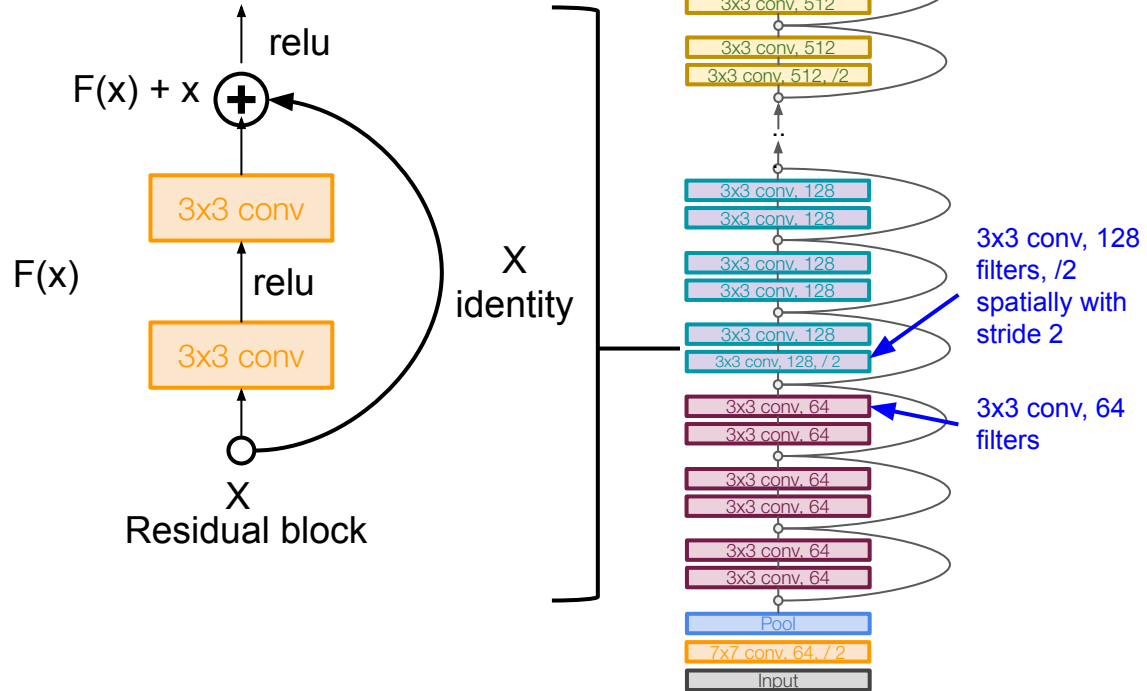 relu
F(x) + x
3x3 conv
F(x)
relu
X
identity
3x3 conv
X
Residual block
3x3 conv, 512
3x3 conv, 512
3x3 conv, 512, /2
..
3x3 conv, 128
3x3 conv, 128
3x3 conv, 128
3x3 conv, 128
3x3 conv, 128
3x3 conv, 128, / 2
3x3 conv, 64
3x3 conv, 64
3x3 conv, 64
3x3 conv, 64
3x3 conv, 64
3x3 conv, 64
Pool
7x7 conv, 64, / 2
Input
3x3 conv, 128
filters, /2
spatially with
stride 2
3x3 conv, 64
filters